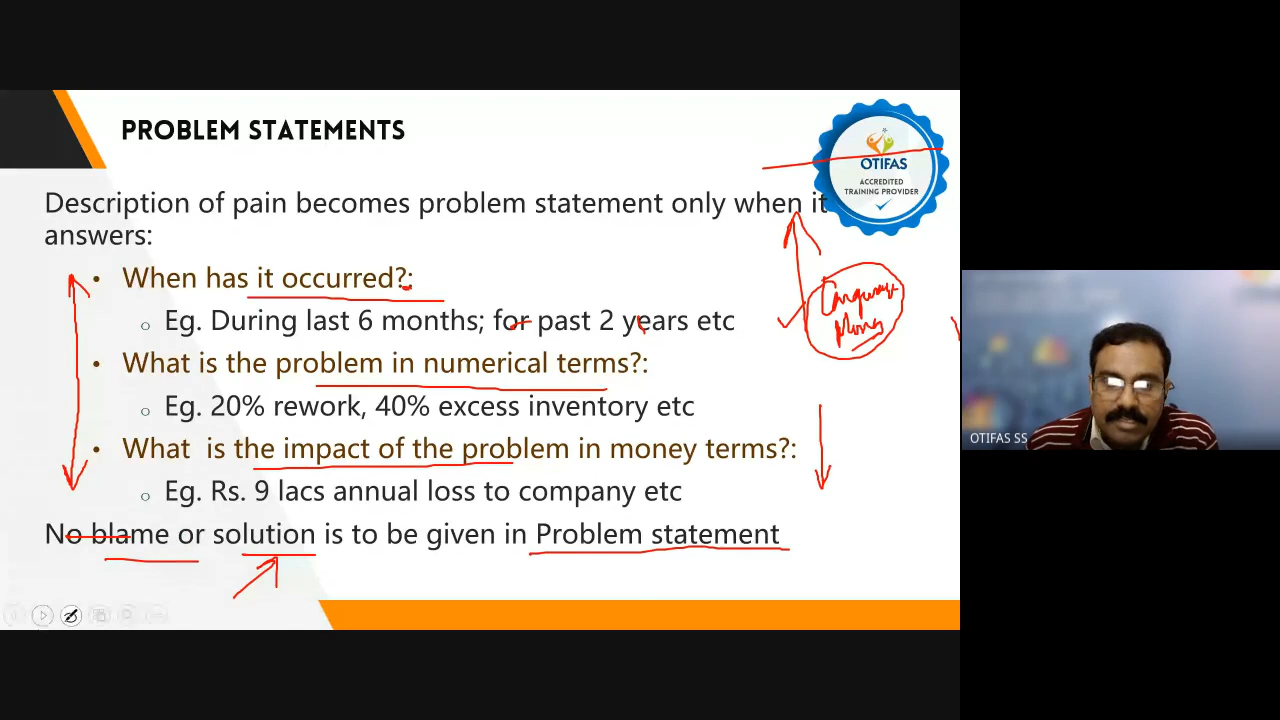 PROBLEM STATEMENTS
OTIFAS
ACCREDITED
TRAINING PROVIDER
Description of pain becomes problem statement only when it
answers:
• When has it occurred?:
o Eg. During last 6 months; for past 2 years etc
Language
Money
• What is the problem in numerical terms?:
o Eg. 20% rework, 40% excess inventory etc
• What is the impact of the problem in money terms?:
o Eg. Rs. 9 lacs annual loss to company etc
No blame or solution is to be given in Problem statement
OTIFAS SS